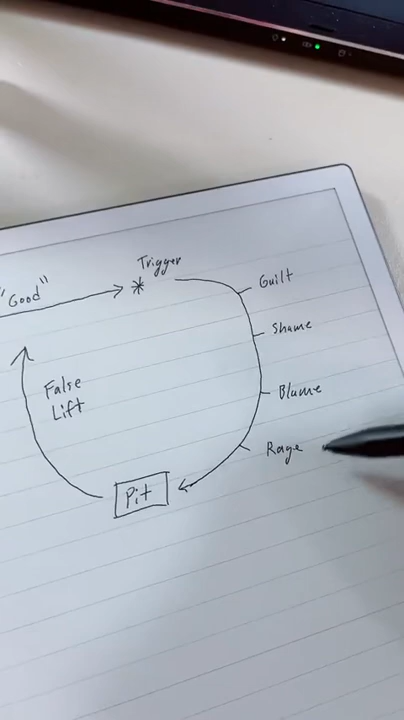 Trigger
"Good"
*
Guilt
Shame
False
Lift
Blame
Rage
Pit